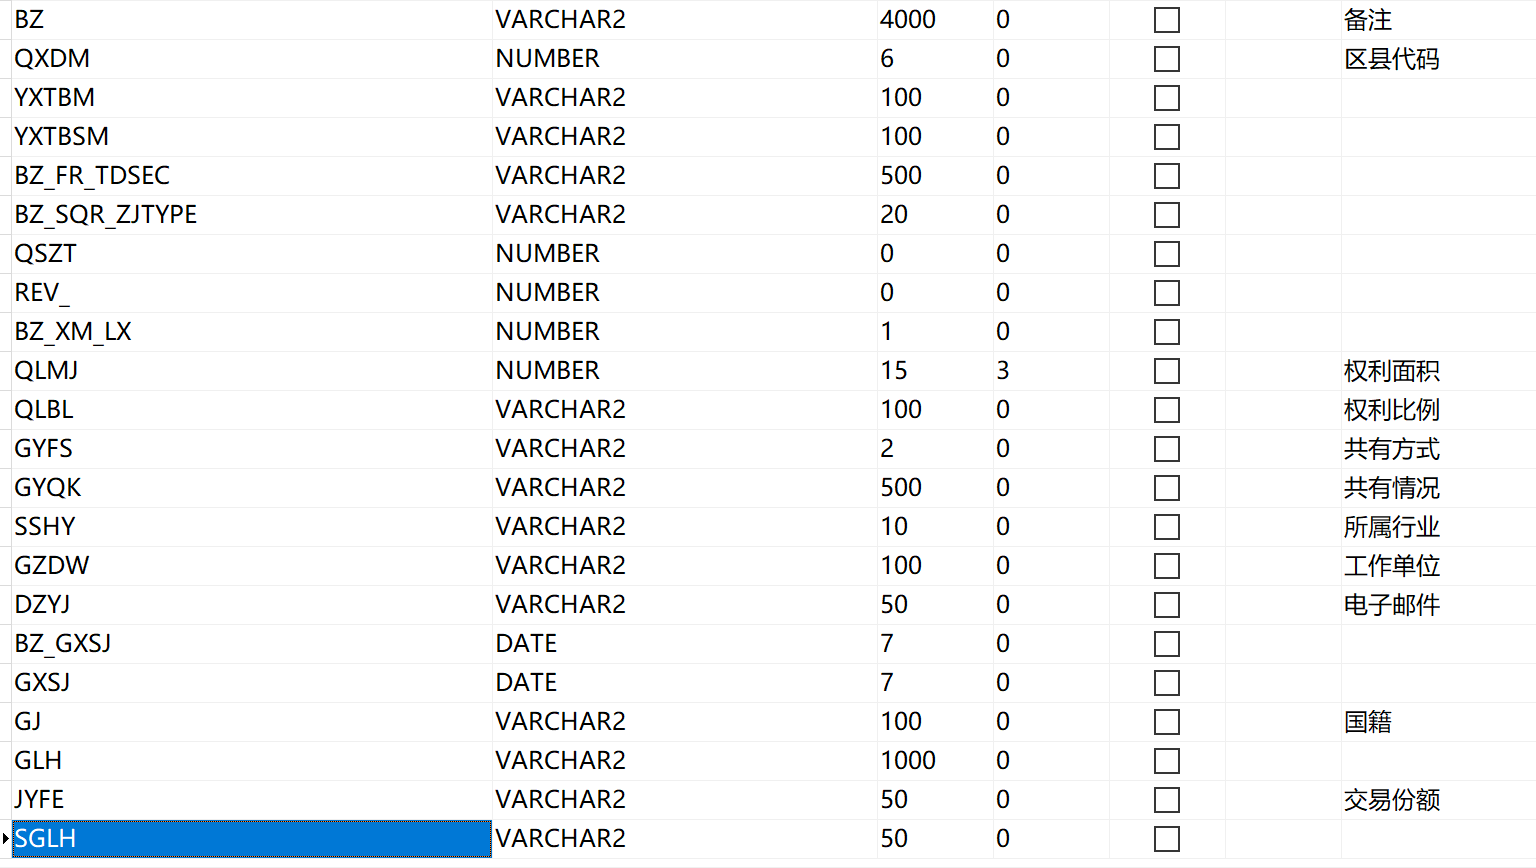 BZ VARCHAR2 4000 0 备注
QXDM NUMBER 6 0 区县代码
YXTBM VARCHAR2 100 0
YXTBSM VARCHAR2 100 0
BZ_FR_TDSEC VARCHAR2 500 0
BZ_SQR_ZJTYPE VARCHAR2 20 0
QSZT NUMBER 0 0
REV_ NUMBER 0 0
BZ_XM_LX NUMBER 1 0
QLMJ NUMBER 15 3 权利面积
QLBL VARCHAR2 100 0 权利比例
GYFS VARCHAR2 2 0 共有方式
GYQK VARCHAR2 500 0 共有情况
SSHY VARCHAR2 10 0 所属行业
GZDW VARCHAR2 100 0 工作单位
DZYJ VARCHAR2 50 0 电子邮件
BZ_GXSJ DATE 7 0
GXSJ DATE 7 0
GJ VARCHAR2 100 0 国籍
GLH VARCHAR2 1000 0
JYFE VARCHAR2 50 0 交易份额
SGLH VARCHAR2 50 0